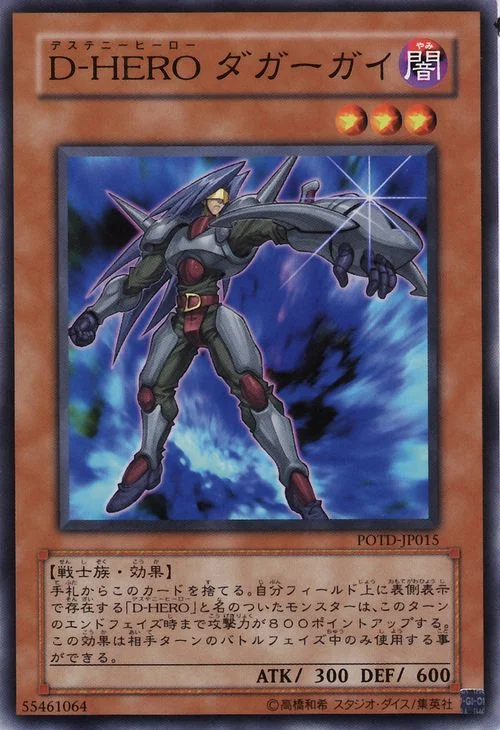 デステニーヒーロー
D-HERO ダガーガイ
やみ
闇
D
POTD-JP015
【戦士族・効果】
手札からこのカードを捨てる。自分フィールド上に表側表示
で存在する「D-HERO」と名のついたモンスターは、このターン
のエンドフェイズ時まで攻撃力が８００ポイントアップする。
この効果は相手ターンのバトルフェイズ中のみ使用する事
ができる。
ATK/ 300 DEF/ 600
55461064
©高橋和希 スタジオ・ダイス/集英社